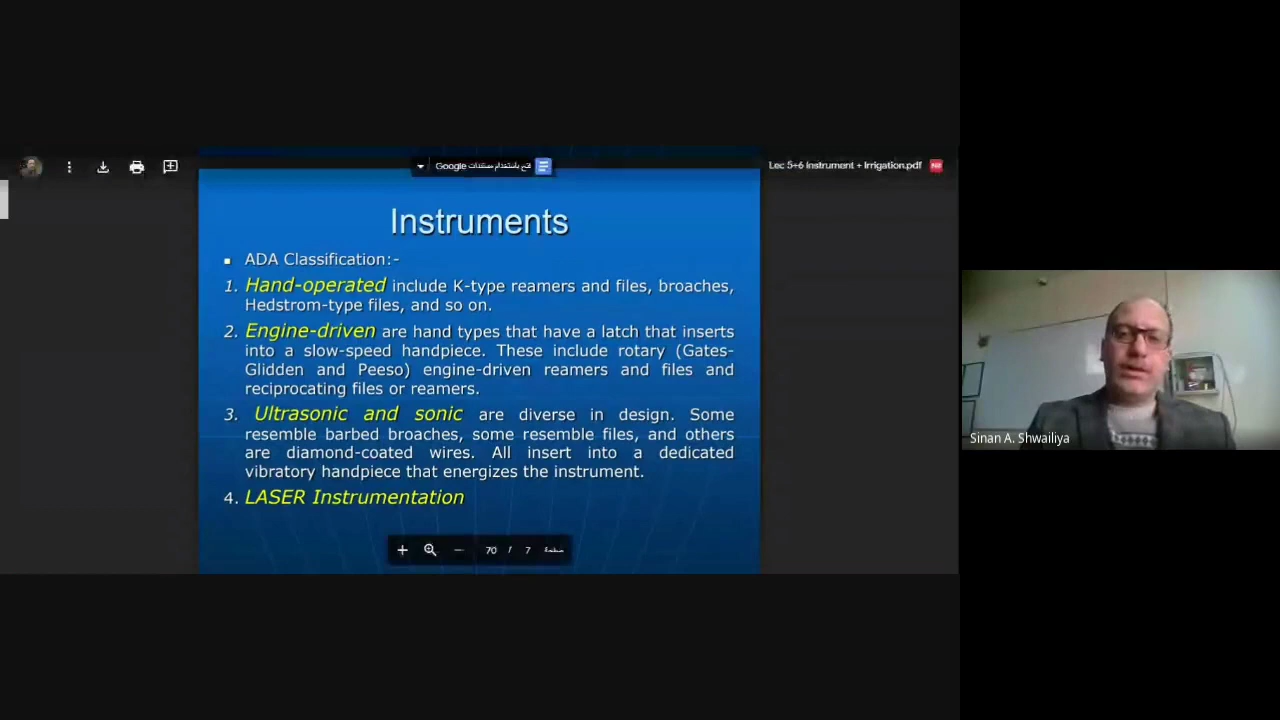 فتح باستخدام مستندات Google
Lec 5+6 Instrument + Irrigation.pdf
Instruments
ADA Classification:-
1. Hand-operated include K-type reamers and files, broaches,
Hedstrom-type files, and so on.
2. Engine-driven are hand types that have a latch that inserts
into a slow-speed handpiece. These include rotary (Gates-
Glidden and Peeso) engine-driven reamers and files and
reciprocating files or reamers.
3. Ultrasonic and sonic are diverse in design. Some
resemble barbed broaches, some resemble files, and others
are diamond-coated wires. All insert into a dedicated
vibratory handpiece that energizes the instrument.
4. LASER Instrumentation
صفحة 7 / 70
Sinan A. Shwailiya